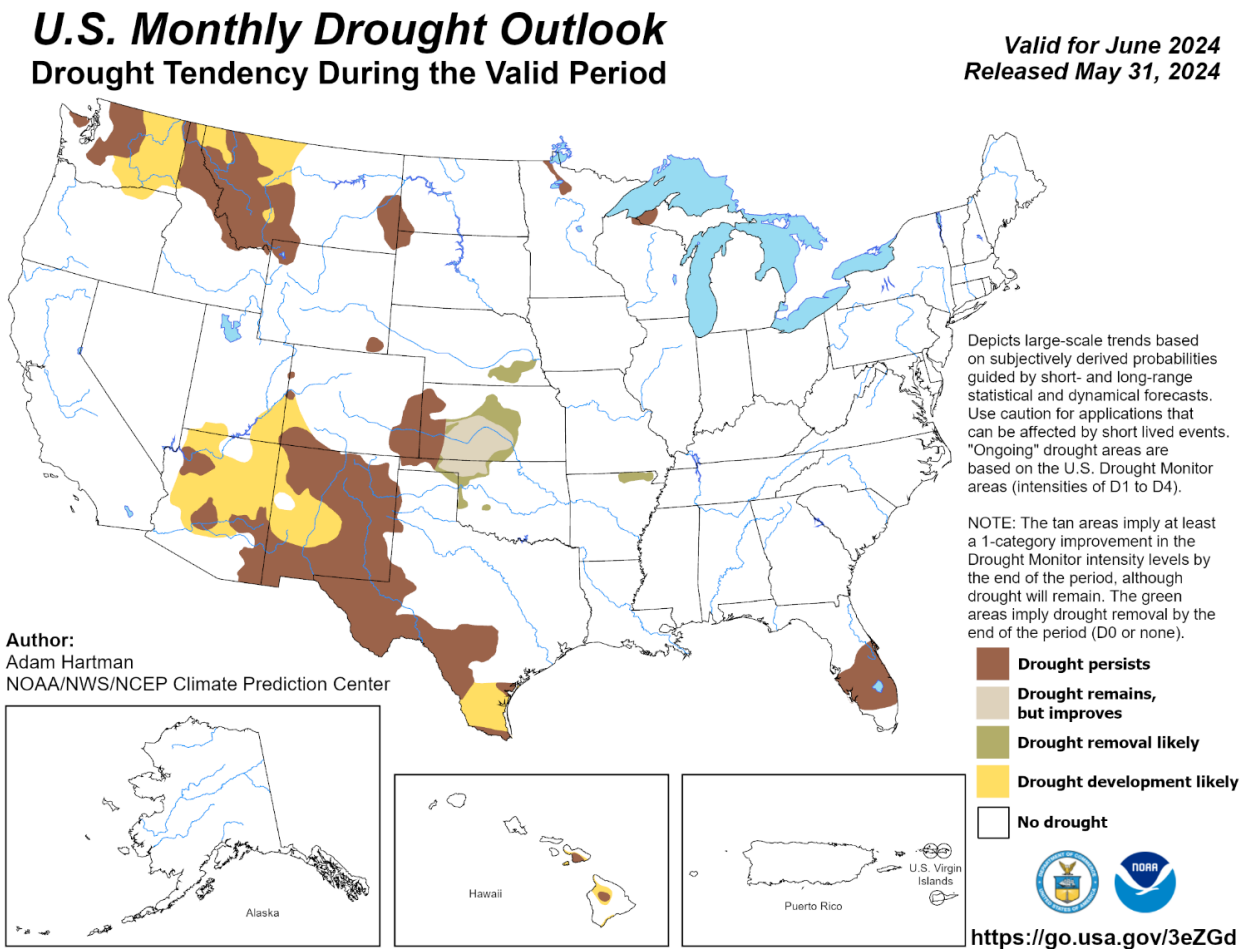 U.S. Monthly Drought Outlook
Drought Tendency During the Valid Period
Valid for June 2024
Released May 31, 2024
Depicts large-scale trends based
on subjectively derived probabilities
guided by short- and long-range
statistical and dynamical forecasts.
Use caution for applications that
can be affected by short lived events.
"Ongoing" drought areas are
based on the U.S. Drought Monitor
areas (intensities of D1 to D4).
NOTE: The tan areas imply at least
a 1-category improvement in the
Drought Monitor intensity levels by
the end of the period, although
drought will remain. The green
areas imply drought removal by the
end of the period (D0 or none).
Author:
Adam Hartman
NOAA/NWS/NCEP Climate Prediction Center
Drought persists
Drought remains,
but improves
Drought removal likely
Drought development likely
No drought
Alaska
Hawaii
Puerto Rico
U.S. Virgin
Islands
DEPARTMENT OF COMMERCE
UNITED STATES OF AMERICA
NOAA
https://go.usa.gov/3eZGd